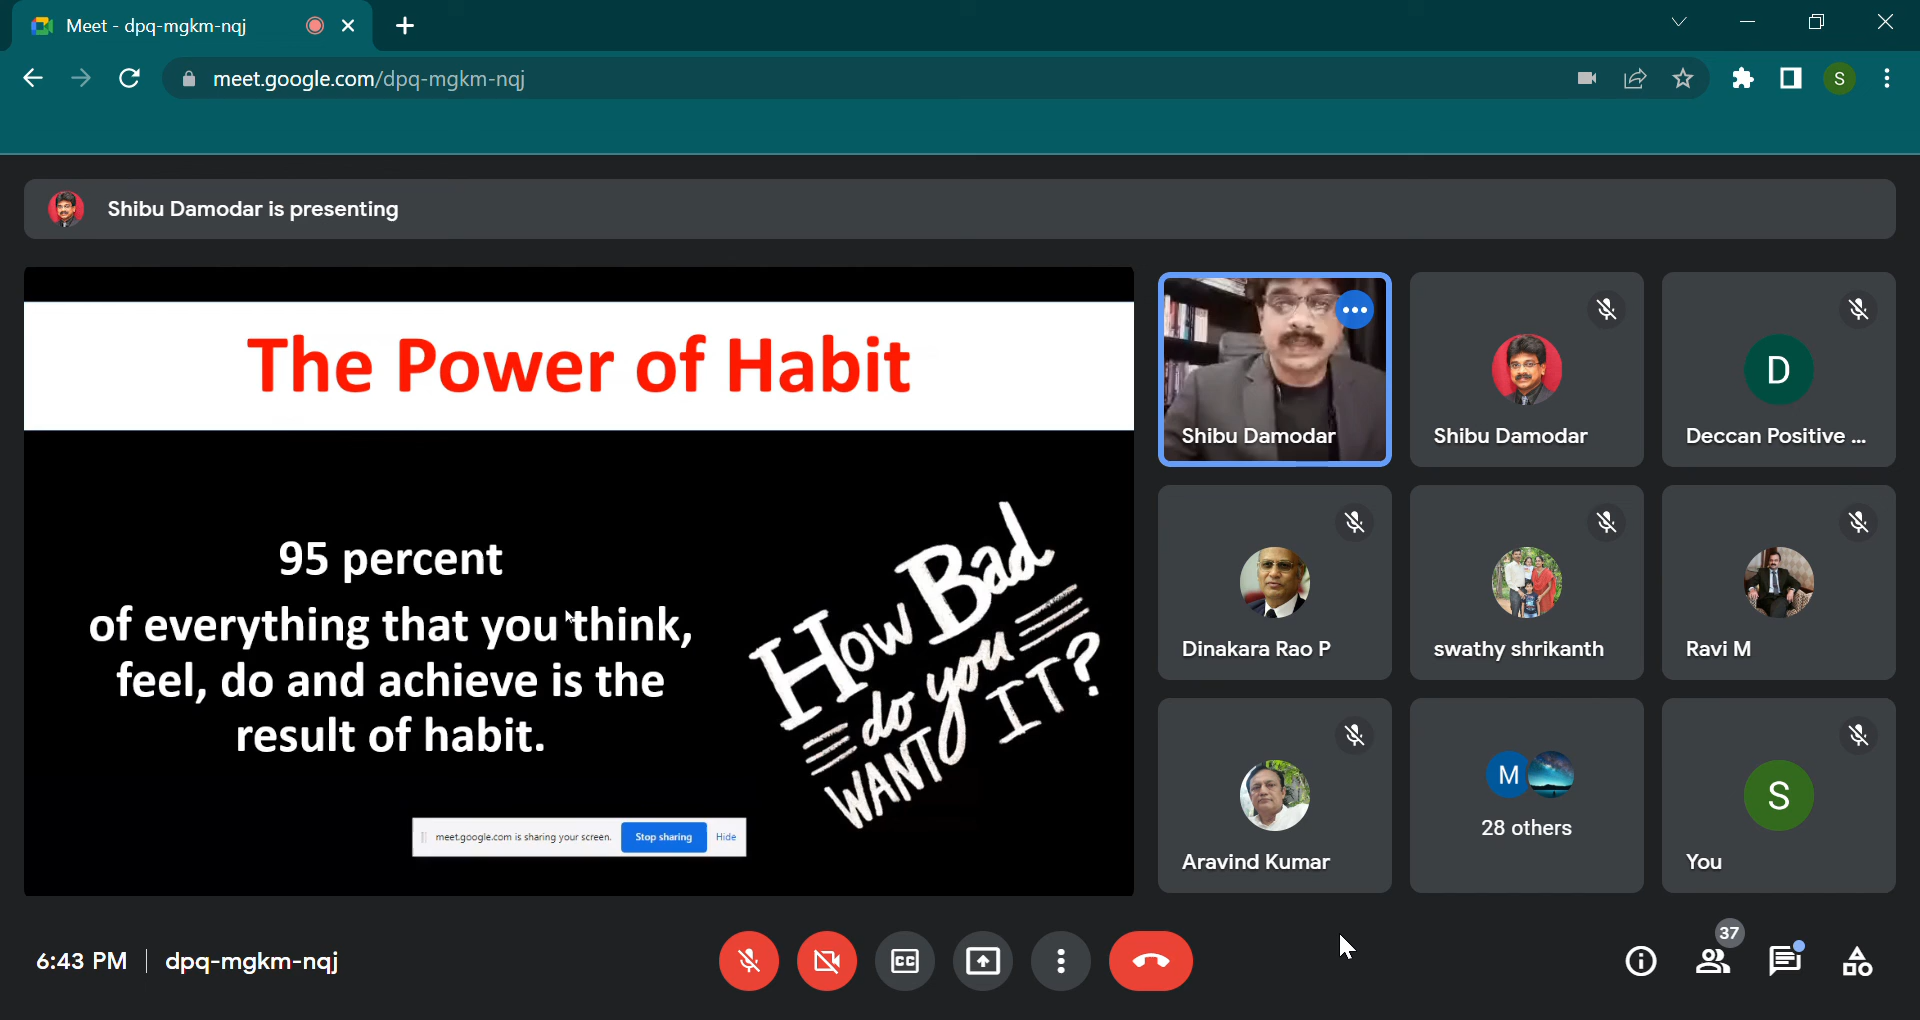 Meet - dpq-mgkm-nqj
meet.google.com/dpq-mgkm-nqj
S
Shibu Damodar is presenting
The Power of Habit
95 percent
of everything that you think,
feel, do and achieve is the
result of habit.
How Bad
do you
WANT IT?
meet.google.com is sharing your screen. Stop sharing Hide
Shibu Damodar
Shibu Damodar
D
Deccan Positive ...
Dinakara Rao P
swathy shrikanth
Ravi M
Aravind Kumar
M
28 others
S
You
6:43 PM | dpq-mgkm-nqj
CC
37